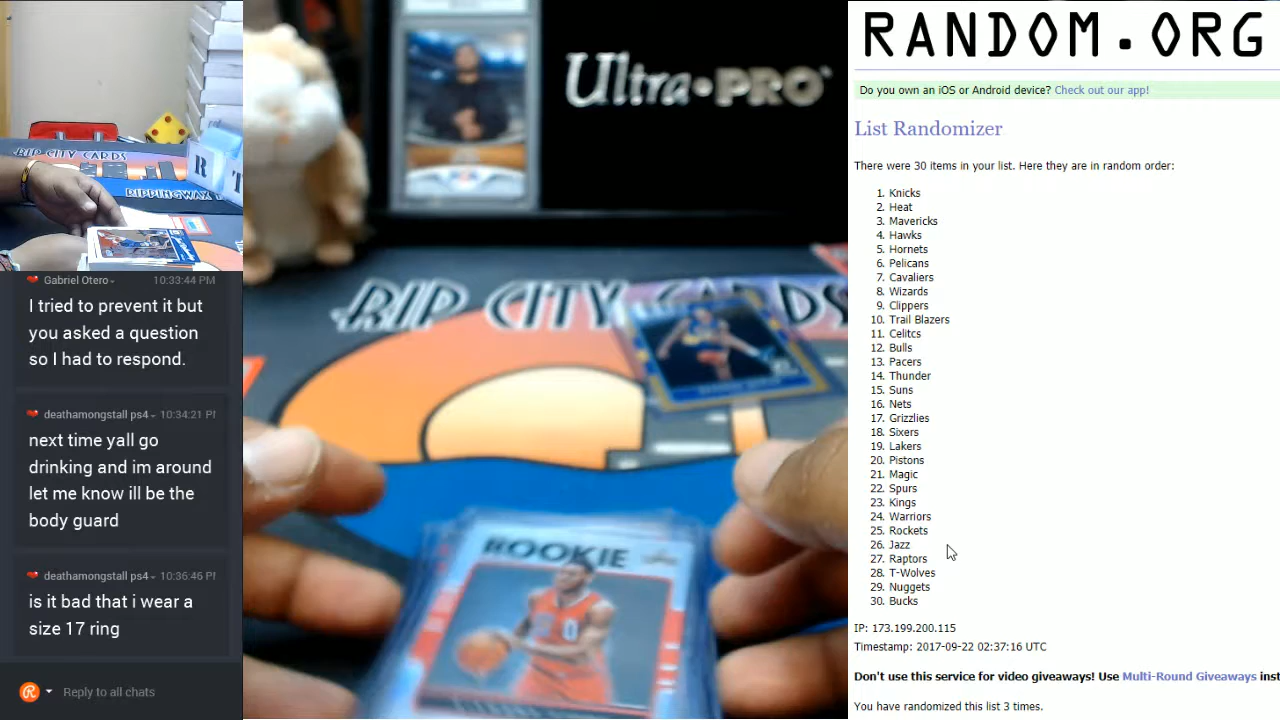 RIP CITY CARDS
RIPPINGWAX
Gabriel Otero 10:33:44 PM
I tried to prevent it but
you asked a question
so I had to respond.
deathamongstall ps4 10:34:21 PM
next time yall go
drinking and im around
let me know ill be the
body guard
deathamongstall ps4 10:36:46 PM
is it bad that i wear a
size 17 ring
Reply to all chats
Ultra•PRO
RIP CITY CARDS
ROOKIE
0
RANDOM.ORG
Do you own an iOS or Android device? Check out our app!
List Randomizer
There were 30 items in your list. Here they are in random order:
1. Knicks
2. Heat
3. Mavericks
4. Hawks
5. Hornets
6. Pelicans
7. Cavaliers
8. Wizards
9. Clippers
10. Trail Blazers
11. Celitcs
12. Bulls
13. Pacers
14. Thunder
15. Suns
16. Nets
17. Grizzlies
18. Sixers
19. Lakers
20. Pistons
21. Magic
22. Spurs
23. Kings
24. Warriors
25. Rockets
26. Jazz
27. Raptors
28. T-Wolves
29. Nuggets
30. Bucks
IP: 173.199.200.115
Timestamp: 2017-09-22 02:37:16 UTC
Don't use this service for video giveaways! Use Multi-Round Giveaways inst
You have randomized this list 3 times.